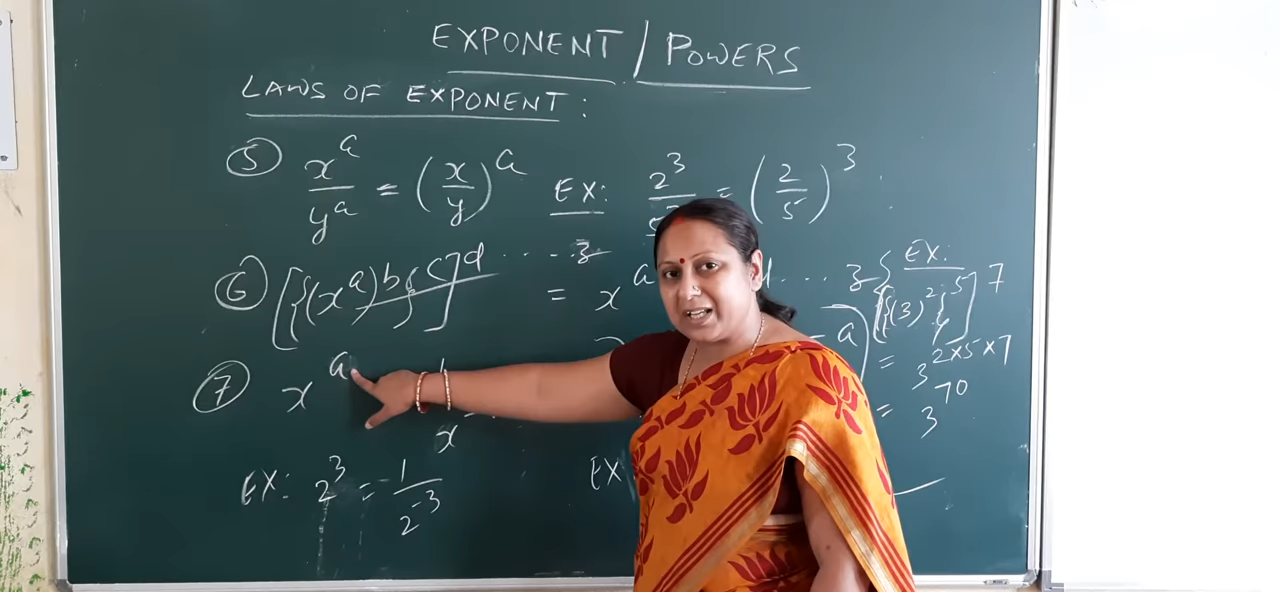 EXPONENT / POWERS
LAWS OF EXPONENT :
⑤ x^a / y^a = (x/y)^a EX: 2^3 / 5 = (2/5)^3
⑥ [{(x^a)^b}^c]^d .... z = x^a ... z
EX: [{(3)^2}^5]^7
= 3^2×5×7
= 3^70
⑦ x^a 1 / x^- - a
EX: 2^3 = 1 / 2^-3
EX